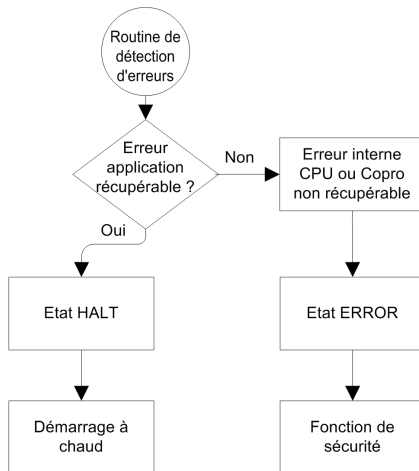 Routine de
détection
d'erreurs
Erreur
application
récupérable ?
Non
Erreur interne
CPU ou Copro
non récupérable
Oui
Etat HALT
Etat ERROR
Démarrage à
chaud
Fonction de
sécurité